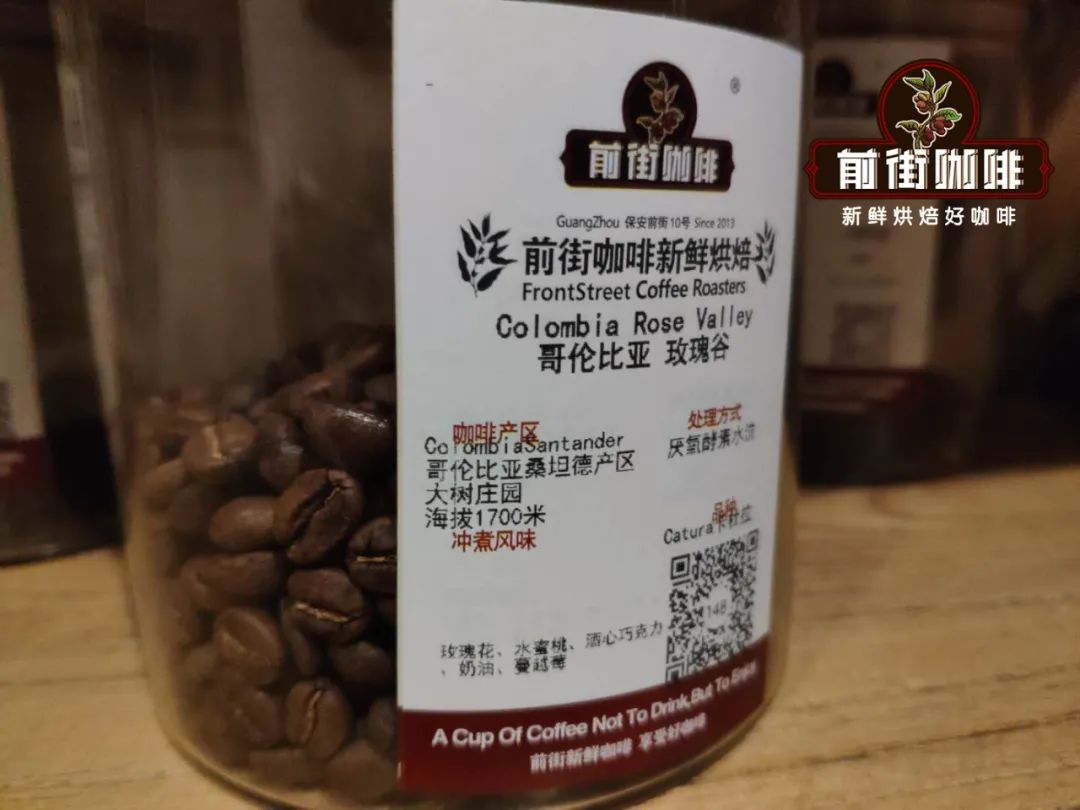 前街咖啡
新鲜烘焙好咖啡
®
前街咖啡
GuangZhou 保安前街10号 Since 2013
前街咖啡新鲜烘焙
FrontStreet Coffee Roasters
Colombia Rose Valley
哥伦比亚 玫瑰谷
咖啡产区
ColombiaSantander
哥伦比亚桑坦德产区
大树庄园
海拔1700米
冲煮风味
玫瑰花、水蜜桃、酒心巧克力
、奶油、蔓越莓
处理方式
厌氧酵素水洗
品种
Catura卡杜拉
148
A Cup Of Coffee Not To Drink,But To Enjoy
前街新鲜咖啡 享受好咖啡